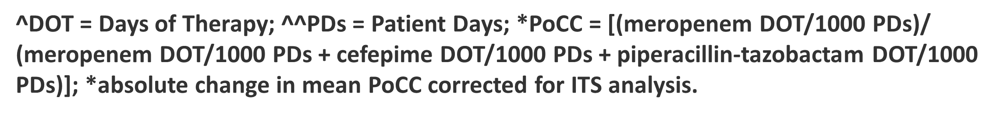 ^DOT = Days of Therapy; ^^PDs = Patient Days; *PoCC = [(meropenem DOT/1000 PDs)/
(meropenem DOT/1000 PDs + cefepime DOT/1000 PDs + piperacillin-tazobactam DOT/1000
PDs)]; *absolute change in mean PoCC corrected for ITS analysis.